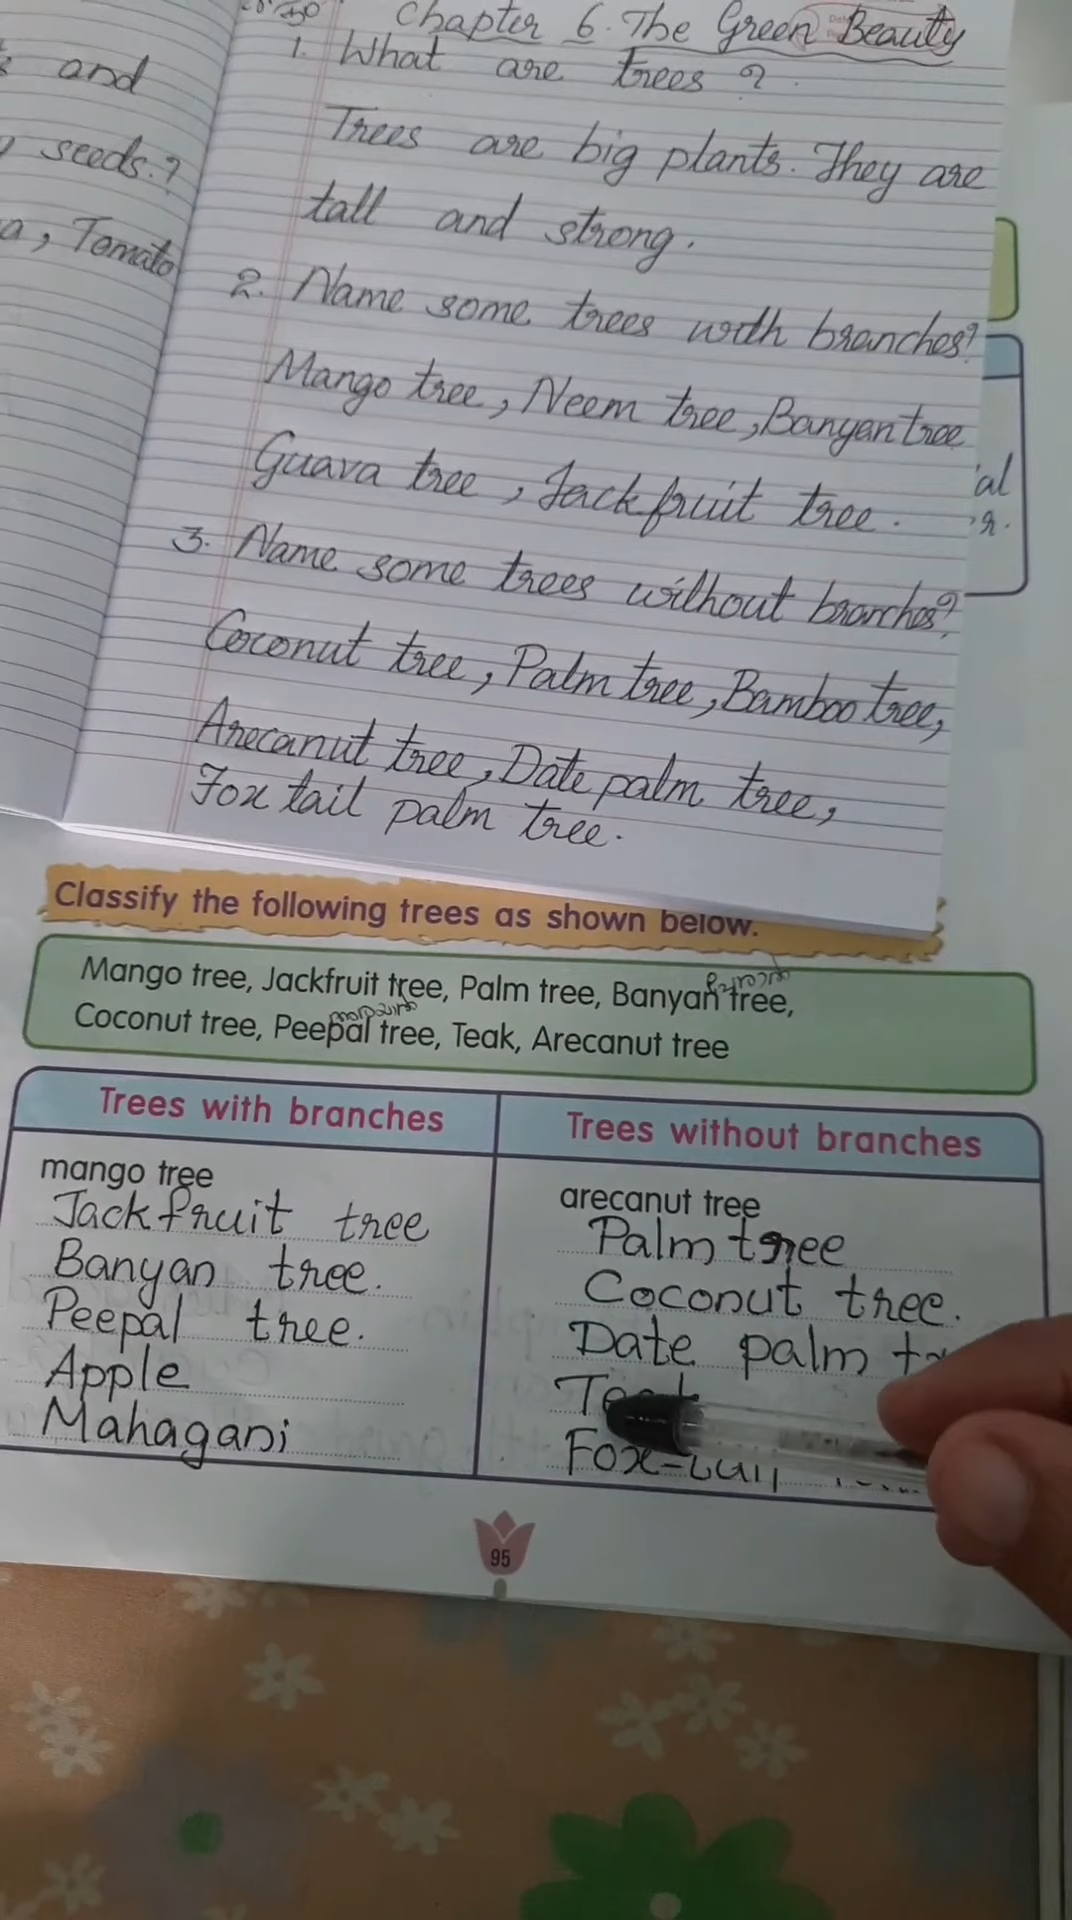 Chapter 6. The Green Beauty
1. What are trees ?
Trees are big plants. They are
tall and strong.
2. Name some trees with branches?
Mango tree, Neem tree, Banyan tree
Guava tree, Jackfruit tree.
3. Name some trees without branches?
Coconut tree, Palm tree, Bamboo tree,
Arecanut tree, Date palm tree,
Fox tail palm tree.
and
seeds.?
a, Tomato
al
r.
Classify the following trees as shown below.
Mango tree, Jackfruit tree, Palm tree, Banyan tree,
Coconut tree, Peepal tree, Teak, Arecanut tree
Trees with branches
mango tree
Jackfruit tree
Banyan tree.
Peepal tree.
Apple
Mahagani
Trees without branches
arecanut tree
Palm tree
Coconut tree.
Date palm
95